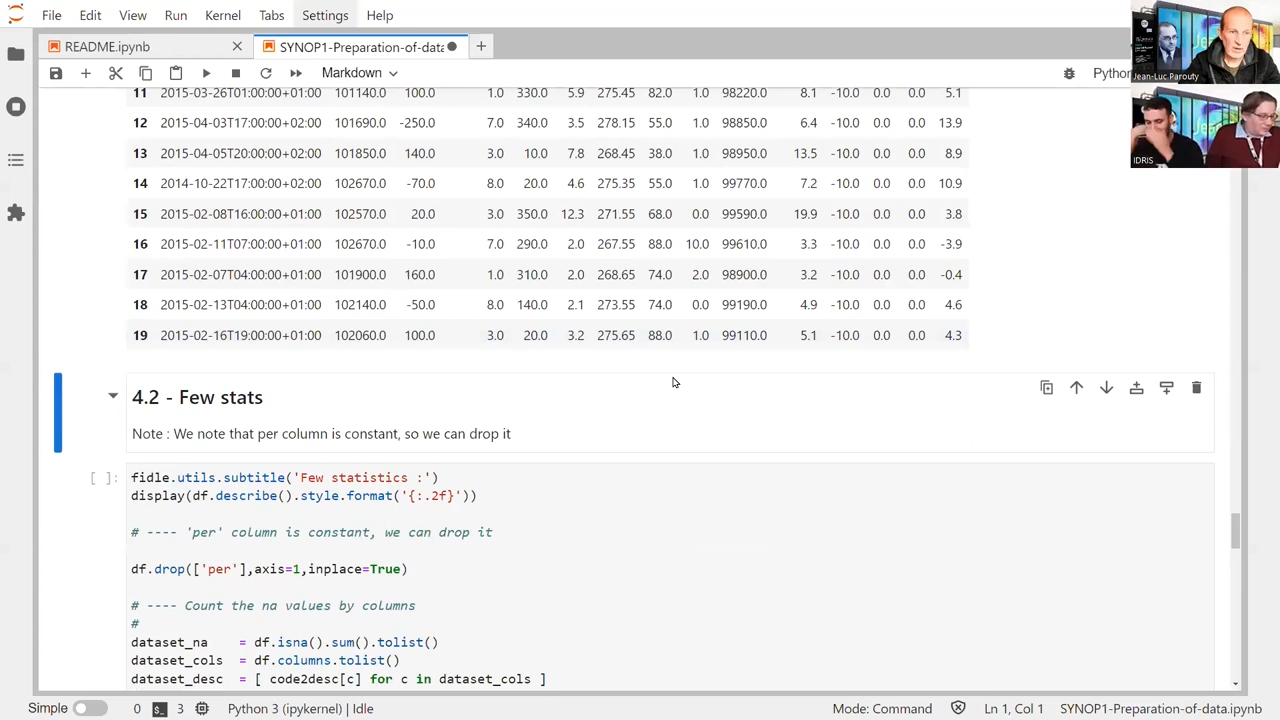 File Edit View Run Kernel Tabs Settings Help
README.ipynb
SYNOP1-Preparation-of-data
Markdown
Python
11 2015-03-26T01:00:00+01:00 101140.0 100.0 1.0 330.0 5.9 275.45 82.0 1.0 98220.0 8.1 -10.0 0.0 0.0 5.1
12 2015-04-03T17:00:00+02:00 101690.0 -250.0 7.0 340.0 3.5 278.15 55.0 1.0 98850.0 6.4 -10.0 0.0 0.0 13.9
13 2015-04-05T20:00:00+02:00 101850.0 140.0 3.0 10.0 7.8 268.45 38.0 1.0 98950.0 13.5 -10.0 0.0 0.0 8.9
14 2014-10-22T17:00:00+02:00 102670.0 -70.0 8.0 20.0 4.6 275.35 55.0 1.0 99770.0 7.2 -10.0 0.0 0.0 10.9
15 2015-02-08T16:00:00+01:00 102570.0 20.0 3.0 350.0 12.3 271.55 68.0 0.0 99590.0 19.9 -10.0 0.0 0.0 3.8
16 2015-02-11T07:00:00+01:00 102670.0 -10.0 7.0 290.0 2.0 267.55 88.0 10.0 99610.0 3.3 -10.0 0.0 0.0 -3.9
17 2015-02-07T04:00:00+01:00 101900.0 160.0 1.0 310.0 2.0 268.65 74.0 2.0 98900.0 3.2 -10.0 0.0 0.0 -0.4
18 2015-02-13T04:00:00+01:00 102140.0 -50.0 8.0 140.0 2.1 273.55 74.0 0.0 99190.0 4.9 -10.0 0.0 0.0 4.6
19 2015-02-16T19:00:00+01:00 102060.0 100.0 3.0 20.0 3.2 275.65 88.0 1.0 99110.0 5.1 -10.0 0.0 0.0 4.3
4.2 - Few stats
Note : We note that per column is constant, so we can drop it
[ ]: fidle.utils.subtitle('Few statistics :')
display(df.describe().style.format('{:.2f}'))
# ---- 'per' column is constant, we can drop it
df.drop(['per'],axis=1,inplace=True)
# ---- Count the na values by columns
#
dataset_na = df.isna().sum().tolist()
dataset_cols = df.columns.tolist()
dataset_desc = [ code2desc[c] for c in dataset_cols ]
Simple 0 3 Python 3 (ipykernel) | Idle Mode: Command Ln 1, Col 1 SYNOP1-Preparation-of-data.ipynb
Jean-Luc Parouty
IDRIS